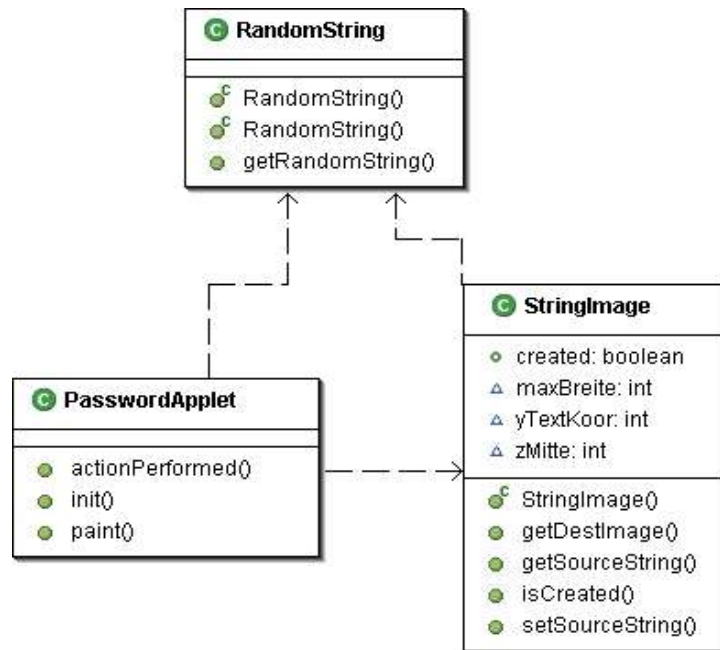 C RandomString
C RandomString()
C RandomString()
getRandomString()
C StringImage
created: boolean
maxBreite: int
yTextKoor: int
zMitte: int
C StringImage()
getDestImage()
getSourceString()
isCreated()
setSourceString()
C PasswordApplet
actionPerformed()
init()
paint()